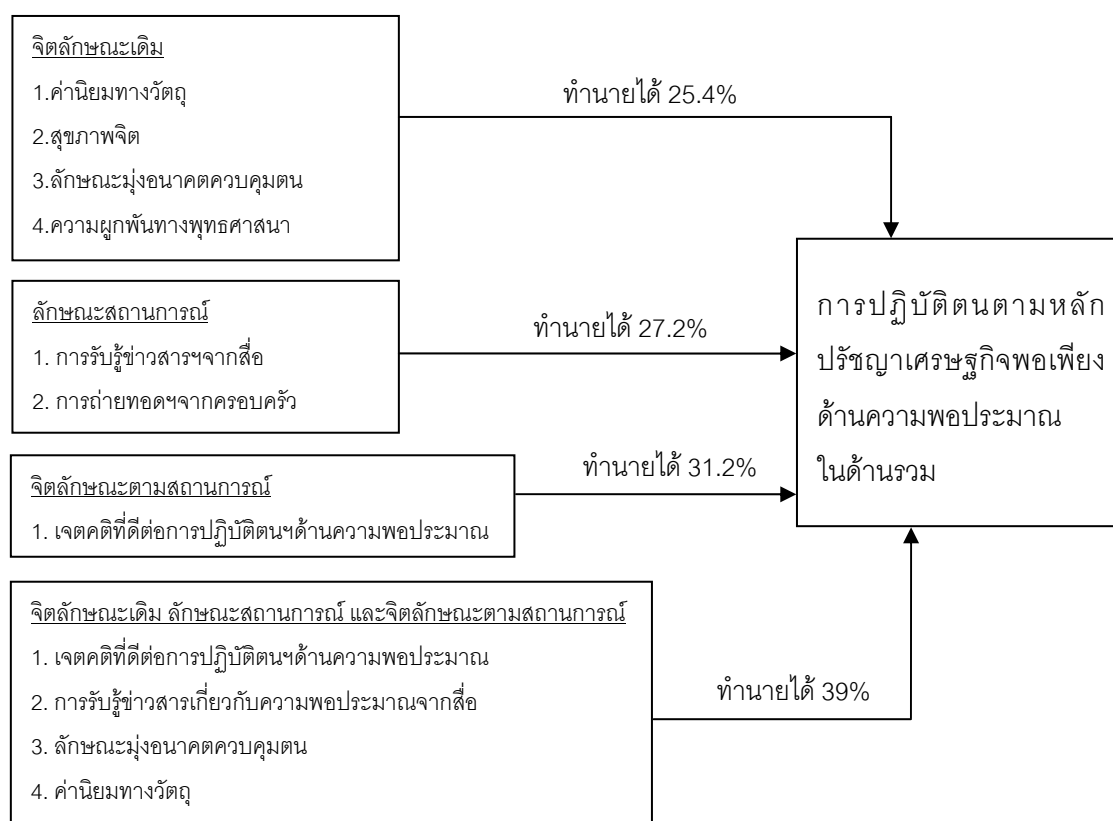 จิตลักษณะเดิม
1.ค่านิยมทางวัตถุ
2.สุขภาพจิต
3.ลักษณะมุ่งอนาคตควบคุมตน
4.ความผูกพันทางพุทธศาสนา
ทำนายได้ 25.4%
ลักษณะสถานการณ์
1. การรับรู้ข่าวสารฯจากสื่อ
2. การถ่ายทอดฯจากครอบครัว
ทำนายได้ 27.2%
จิตลักษณะตามสถานการณ์
1. เจตคติที่ดีต่อการปฏิบัติตนฯด้านความพอประมาณ
ทำนายได้ 31.2%
จิตลักษณะเดิม ลักษณะสถานการณ์ และจิตลักษณะตามสถานการณ์
1. เจตคติที่ดีต่อการปฏิบัติตนฯด้านความพอประมาณ
2. การรับรู้ข่าวสารเกี่ยวกับความพอประมาณจากสื่อ
3. ลักษณะมุ่งอนาคตควบคุมตน
4. ค่านิยมทางวัตถุ
ทำนายได้ 39%
การปฏิบัติตนตามหลัก
ปรัชญาเศรษฐกิจพอเพียง
ด้านความพอประมาณ
ในด้านรวม